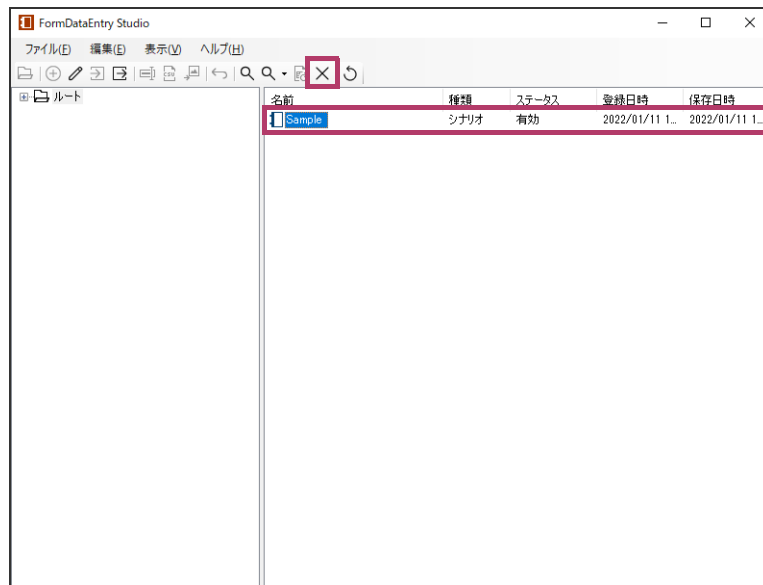 FormDataEntry Studio
ファイル(F) 編集(E) 表示(V) ヘルプ(H)
CSV
ルート
名前 種類 ステータス 登録日時 保存日時
Sample シナリオ 有効 2022/01/11 1... 2022/01/11 1...